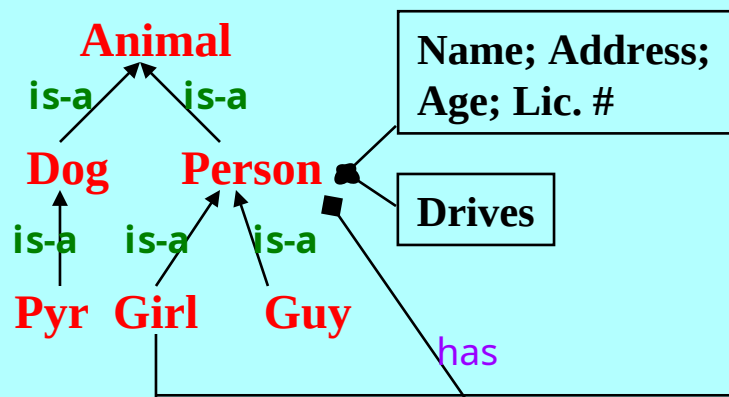 Animal
Name; Address;
Age; Lic. #
is-a
is-a
Dog
Person
Drives
is-a
is-a
is-a
Pyr
Girl
Guy
has